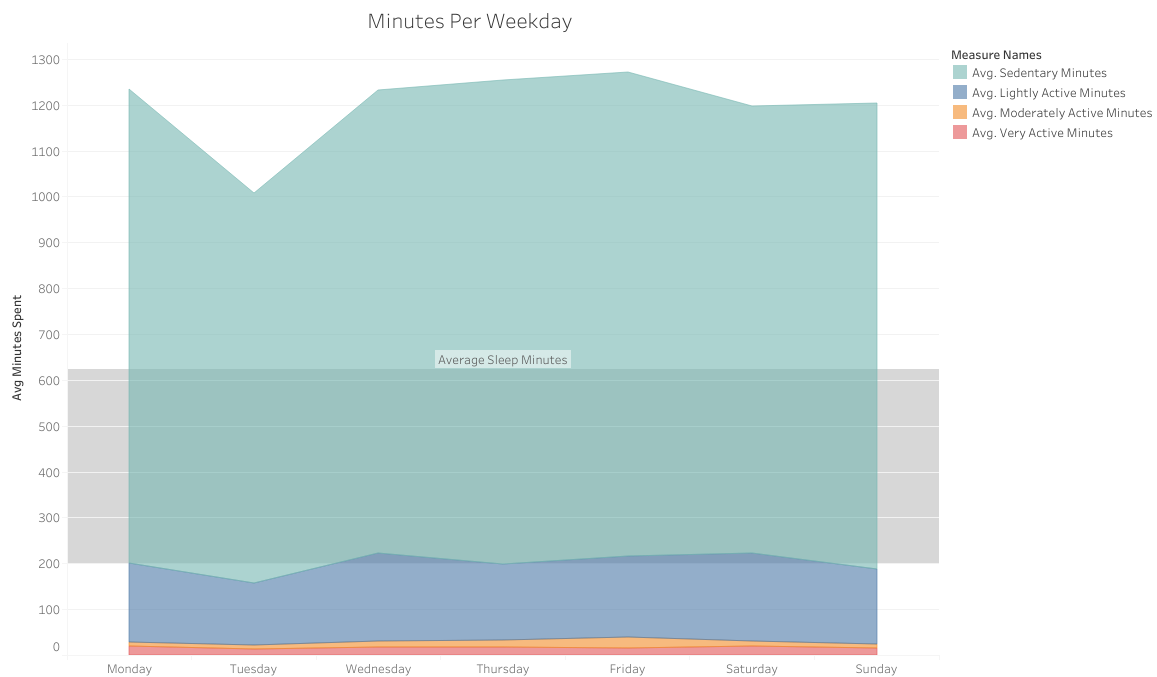 Minutes Per Weekday
Measure Names
Avg. Sedentary Minutes
Avg. Lightly Active Minutes
Avg. Moderately Active Minutes
Avg. Very Active Minutes
Avg Minutes Spent
1300
1200
1100
1000
900
800
700
600
500
400
300
200
100
0
Average Sleep Minutes
Monday Tuesday Wednesday Thursday Friday Saturday Sunday